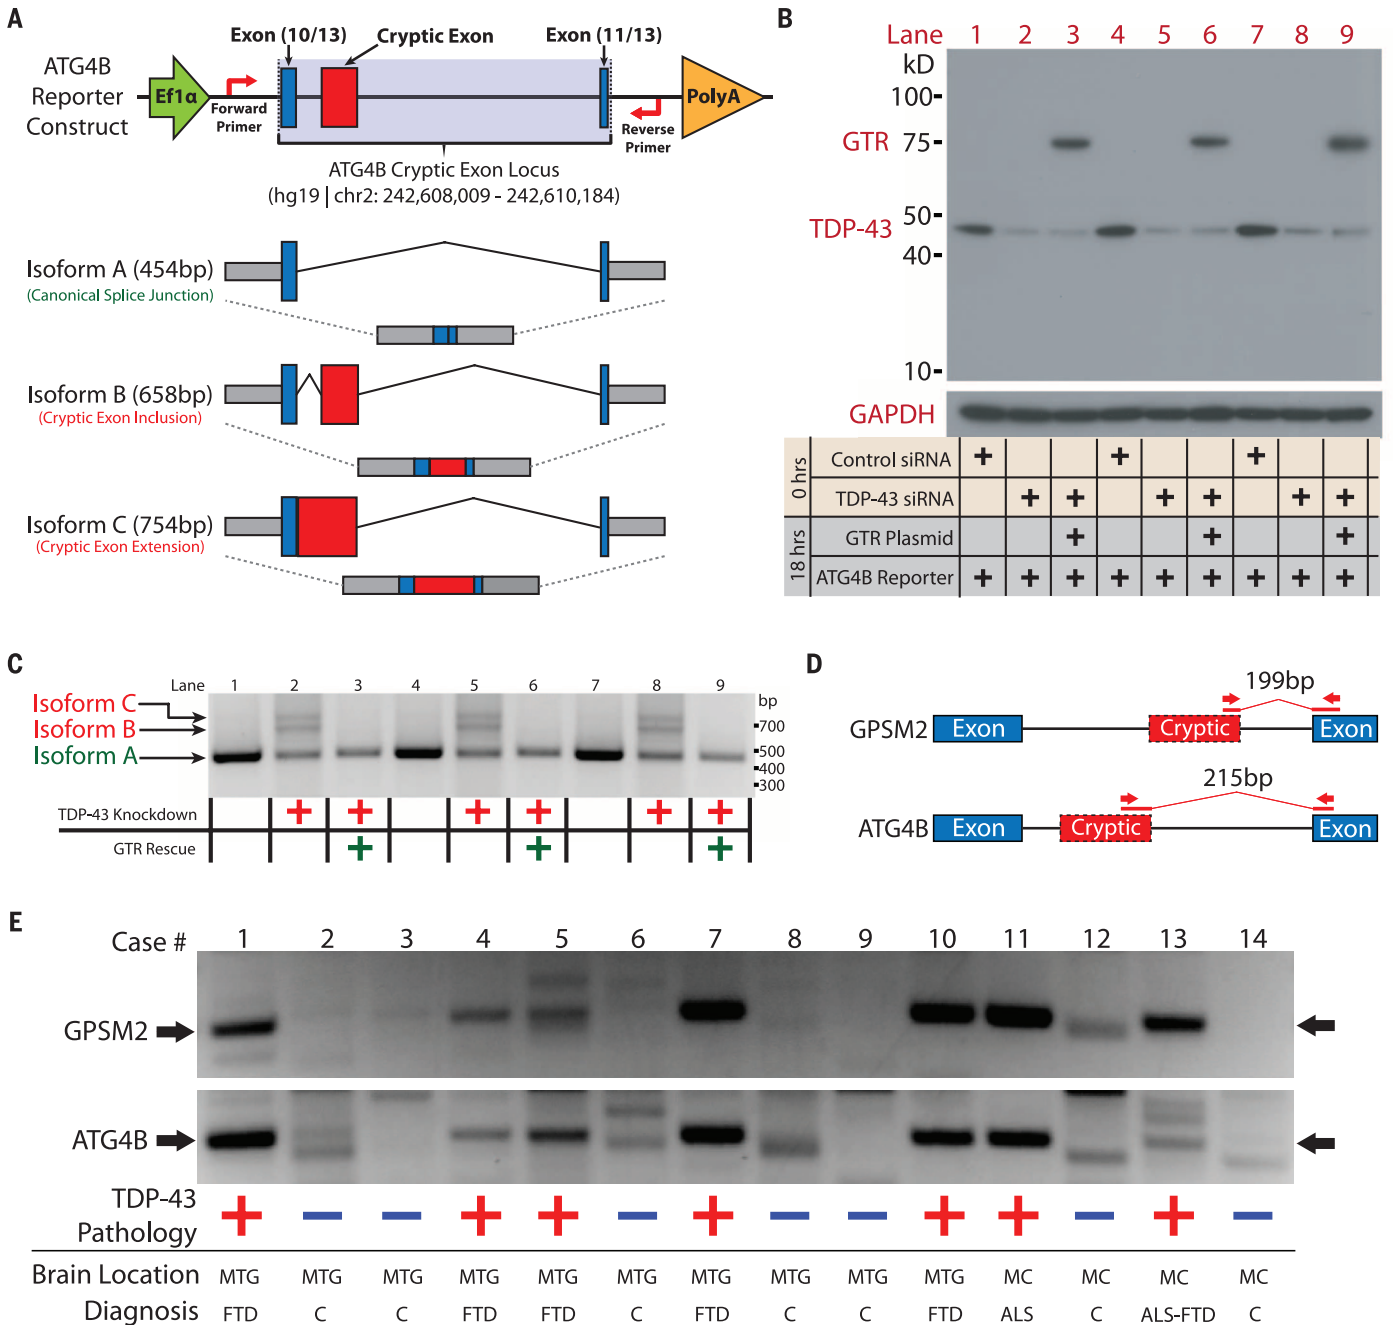 A
Exon (10/13)
Cryptic Exon
Exon (11/13)
ATG4B
Reporter
Construct
Ef1α
Forward
Primer
Reverse
Primer
PolyA
ATG4B Cryptic Exon Locus
(hg19 | chr2: 242,608,009 - 242,610,184)
Isoform A (454bp)
(Canonical Splice Junction)
Isoform B (658bp)
(Cryptic Exon Inclusion)
Isoform C (754bp)
(Cryptic Exon Extension)
B
Lane 1 2 3 4 5 6 7 8 9
kD
100
GTR 75
50
TDP-43
40
10
GAPDH
0 hrs
Control siRNA + + +
TDP-43 siRNA + + + + + +
18 hrs
GTR Plasmid + + +
ATG4B Reporter + + + + + + + + +
C
Lane 1 2 3 4 5 6 7 8 9
bp
Isoform C
Isoform B
Isoform A
700
500
400
300
TDP-43 Knockdown + + + + + +
GTR Rescue + + +
D
199bp
GPSM2 Exon Cryptic Exon
215bp
ATG4B Exon Cryptic Exon
E
Case # 1 2 3 4 5 6 7 8 9 10 11 12 13 14
GPSM2
ATG4B
TDP-43
Pathology + − − + + − + − − + + − + −
Brain Location MTG MTG MTG MTG MTG MTG MTG MTG MTG MTG MC MC MC MC
Diagnosis FTD C C FTD FTD C FTD C C FTD ALS C ALS-FTD C